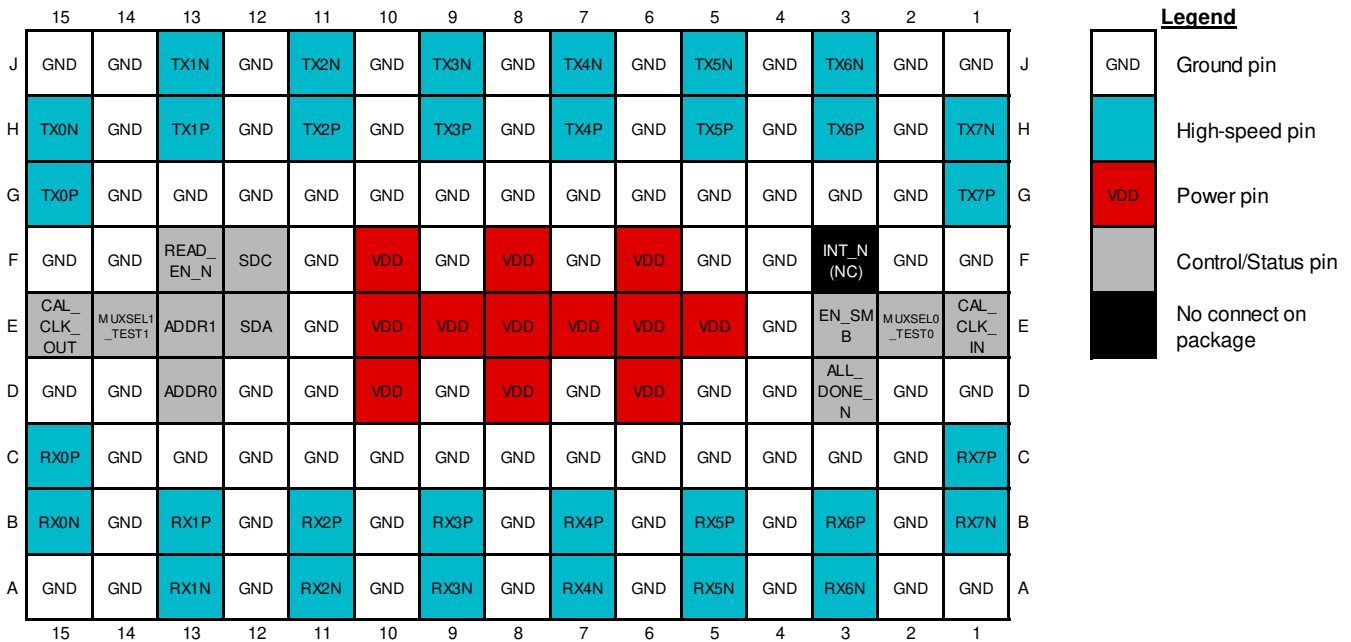 15 14 13 12 11 10 9 8 7 6 5 4 3 2 1
Legend
J GND GND TX1N GND TX2N GND TX3N GND TX4N GND TX5N GND TX6N GND GND J
GND Ground pin
H TX0N GND TX1P GND TX2P GND TX3P GND TX4P GND TX5P GND TX6P GND TX7N H
High-speed pin
G TX0P GND GND GND GND GND GND GND GND GND GND GND GND GND TX7P G
VDD Power pin
F GND GND READ_ EN_N SDC GND VDD GND VDD GND VDD GND GND INT_N (NC) GND GND F
Control/Status pin
E CAL_ CLK_ OUT MUXSEL1 _TEST1 ADDR1 SDA GND VDD VDD VDD VDD VDD VDD GND EN_SM B MUXSEL0 _TEST0 CAL_ CLK_ IN E
No connect on
package
D GND GND ADDR0 GND GND VDD GND VDD GND VDD GND GND ALL_ DONE_ N GND GND D
C RX0P GND GND GND GND GND GND GND GND GND GND GND GND GND RX7P C
B RX0N GND RX1P GND RX2P GND RX3P GND RX4P GND RX5P GND RX6P GND RX7N B
A GND GND RX1N GND RX2N GND RX3N GND RX4N GND RX5N GND RX6N GND GND A
15 14 13 12 11 10 9 8 7 6 5 4 3 2 1